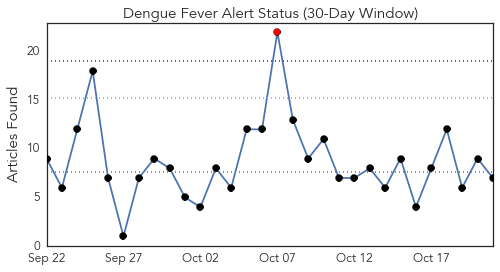 Dengue Fever Alert Status (30-Day Window)
Articles Found
20
15
10
5
0
Sep 22 Sep 27 Oct 02 Oct 07 Oct 12 Oct 17